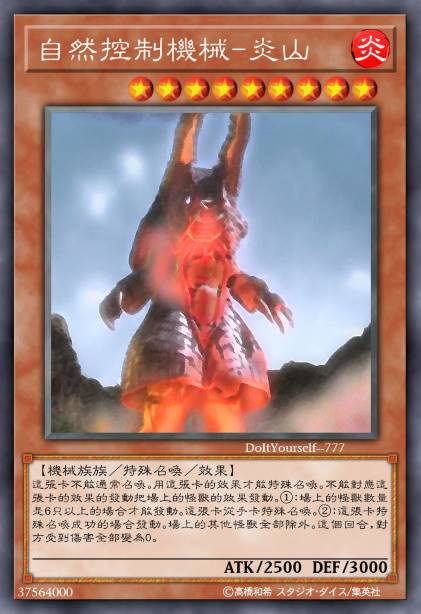 自然控制機械-炎山
炎
DoItYourself--777
【機械族族／特殊召喚／效果】
這張卡不能通常召喚。用這張卡的效果才能特殊召喚。不能對應這
張卡的效果的發動把場上的怪獸的效果發動。①:場上的怪獸數量
是6只以上的場合才能發動。這張卡從手卡特殊召喚。②:這張卡特
殊召喚成功的場合發動。場上的其他怪獸全部除外。這個回合,對
方受到傷害全部變為0。
ATK/2500 DEF/3000
37564000
©高橋和希 スタジオ・ダイス/集英社